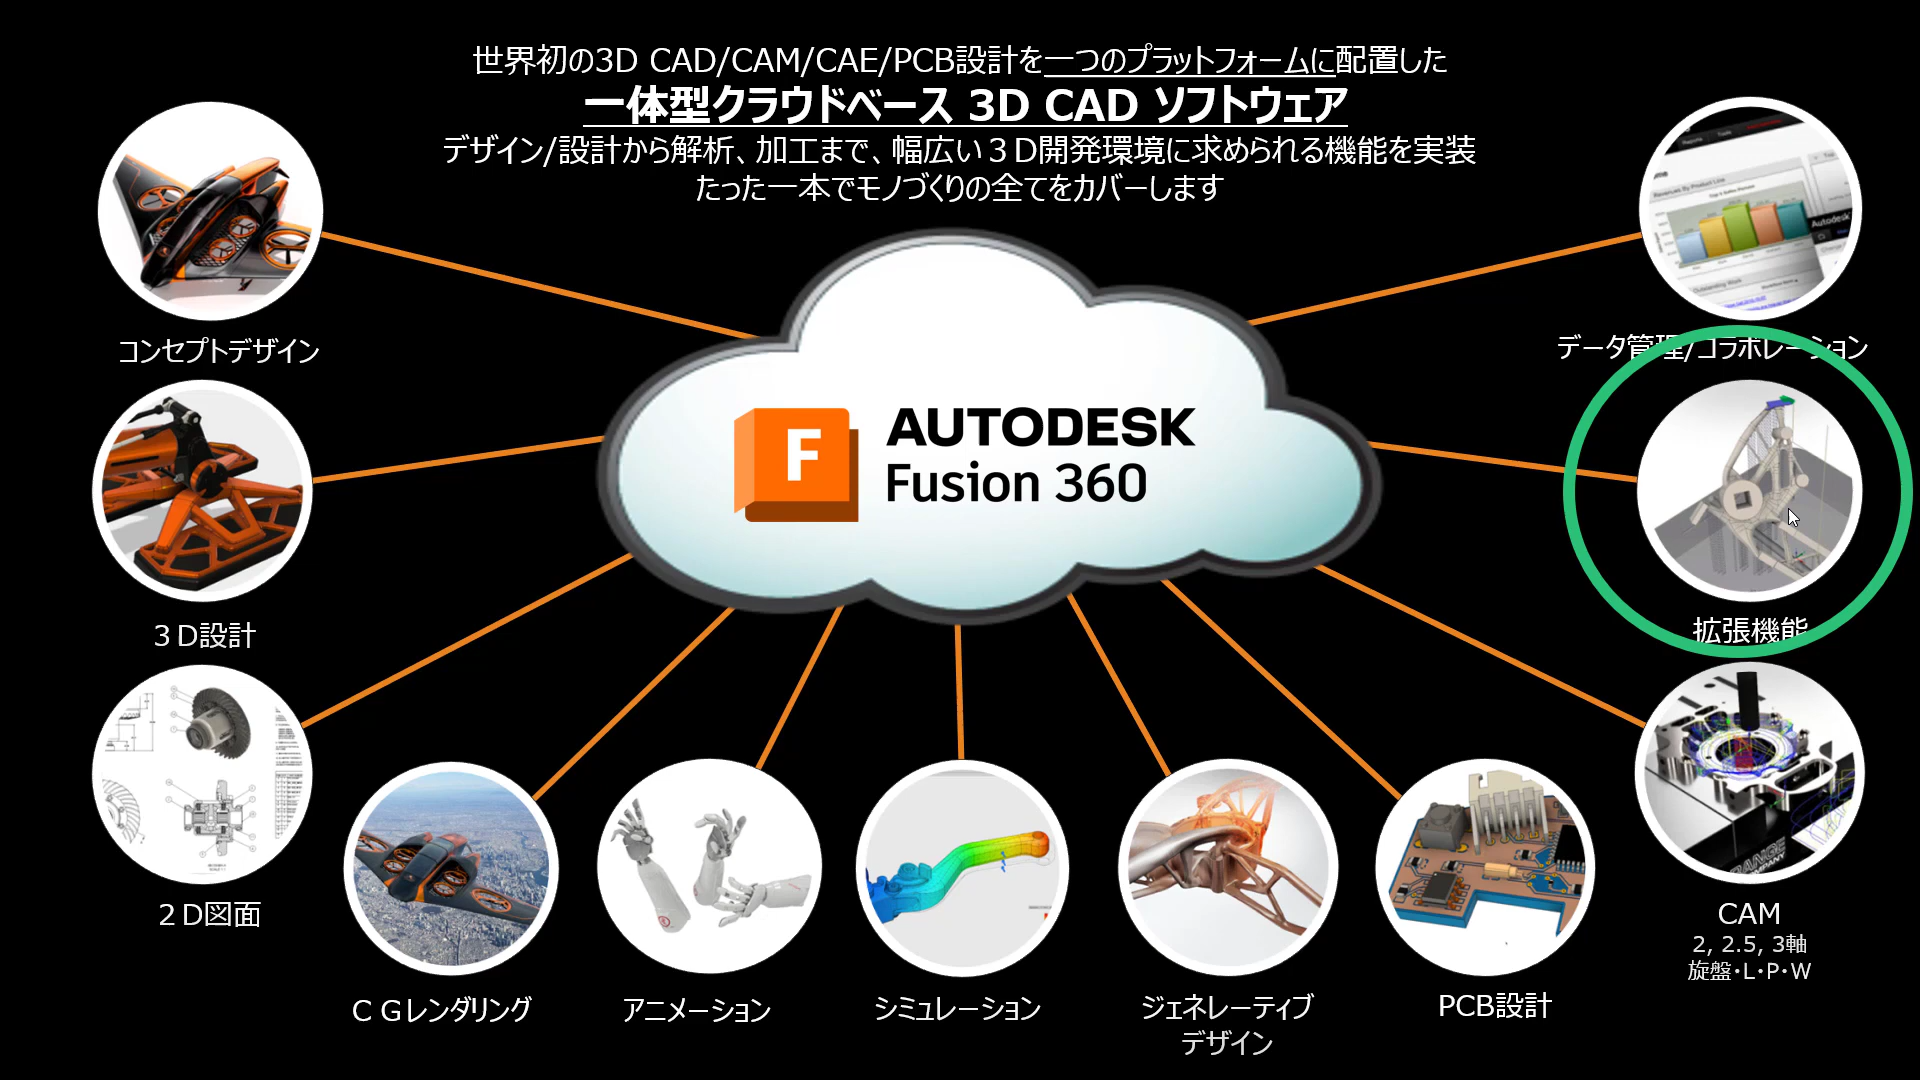 世界初の3D CAD/CAM/CAE/PCB設計を一つのプラットフォームに配置した
一体型クラウドベース 3D CAD ソフトウェア
デザイン/設計から解析、加工まで、幅広い３D開発環境に求められる機能を実装
たった一本でモノづくりの全てをカバーします
コンセプトデザイン
データ管理/コラボレーション
F
AUTODESK
Fusion 360
３D設計
拡張機能
２D図面
ＣＧレンダリング
アニメーション
シミュレーション
ジェネレーティブ
デザイン
PCB設計
CAM
2, 2.5, 3軸
旋盤・L・P・W
Revenues By Product Line
Outstanding Work
Autodesk